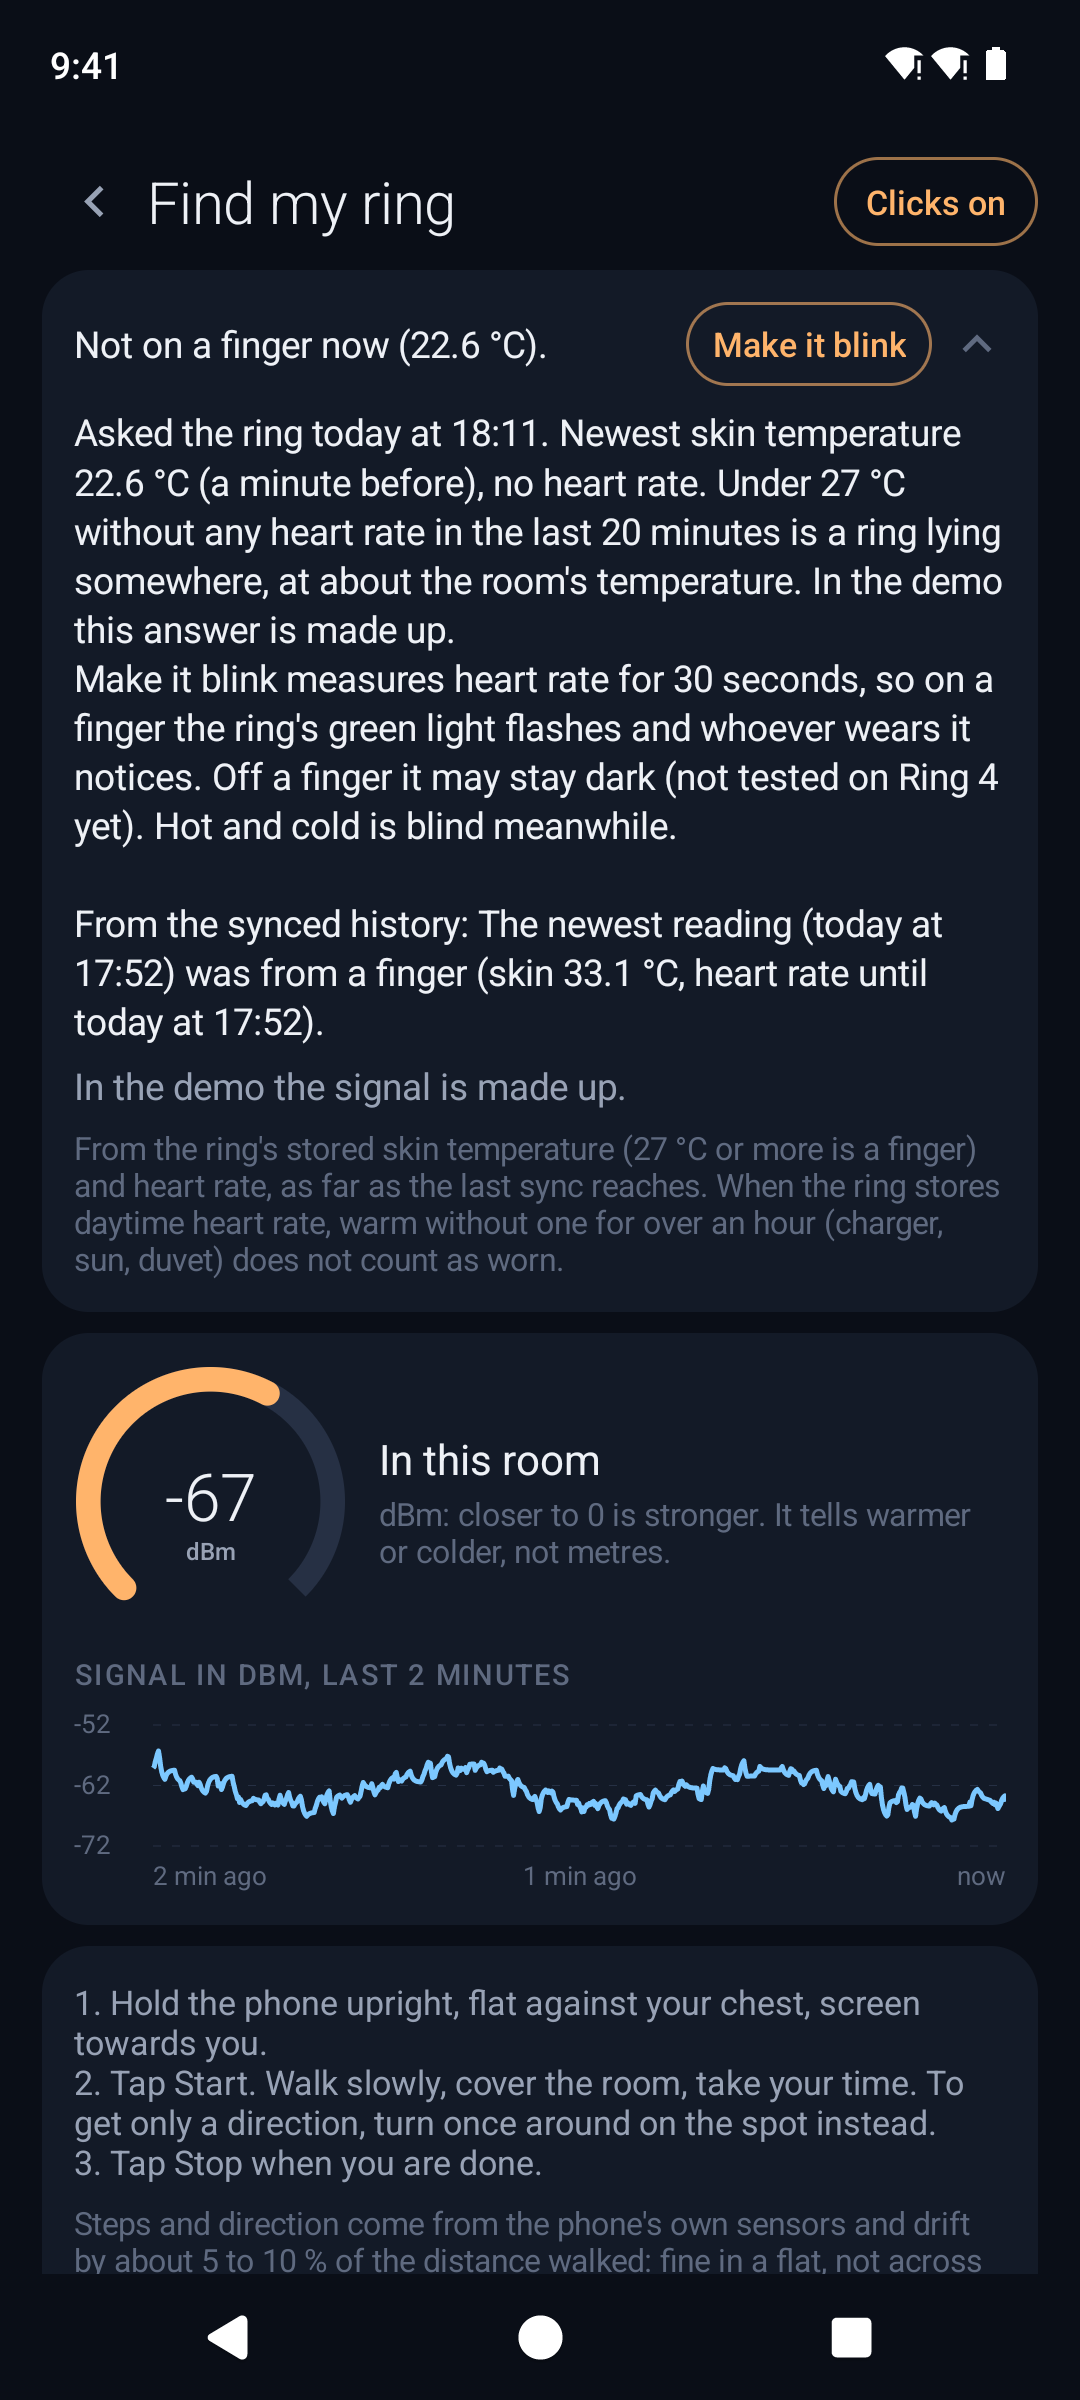 9:41
Find my ring
Clicks on
Not on a finger now (22.6 °C).
Make it blink
Asked the ring today at 18:11. Newest skin temperature
22.6 °C (a minute before), no heart rate. Under 27 °C
without any heart rate in the last 20 minutes is a ring lying
somewhere, at about the room's temperature. In the demo
this answer is made up.
Make it blink measures heart rate for 30 seconds, so on a
finger the ring's green light flashes and whoever wears it
notices. Off a finger it may stay dark (not tested on Ring 4
yet). Hot and cold is blind meanwhile.
From the synced history: The newest reading (today at
17:52) was from a finger (skin 33.1 °C, heart rate until
today at 17:52).
In the demo the signal is made up.
From the ring's stored skin temperature (27 °C or more is a finger)
and heart rate, as far as the last sync reaches. When the ring stores
daytime heart rate, warm without one for over an hour (charger,
sun, duvet) does not count as worn.
-67
dBm
In this room
dBm: closer to 0 is stronger. It tells warmer
or colder, not metres.
SIGNAL IN DBM, LAST 2 MINUTES
-52
-62
-72
2 min ago
1 min ago
now
1. Hold the phone upright, flat against your chest, screen
towards you.
2. Tap Start. Walk slowly, cover the room, take your time. To
get only a direction, turn once around on the spot instead.
3. Tap Stop when you are done.
Steps and direction come from the phone's own sensors and drift
by about 5 to 10 % of the distance walked: fine in a flat, not across